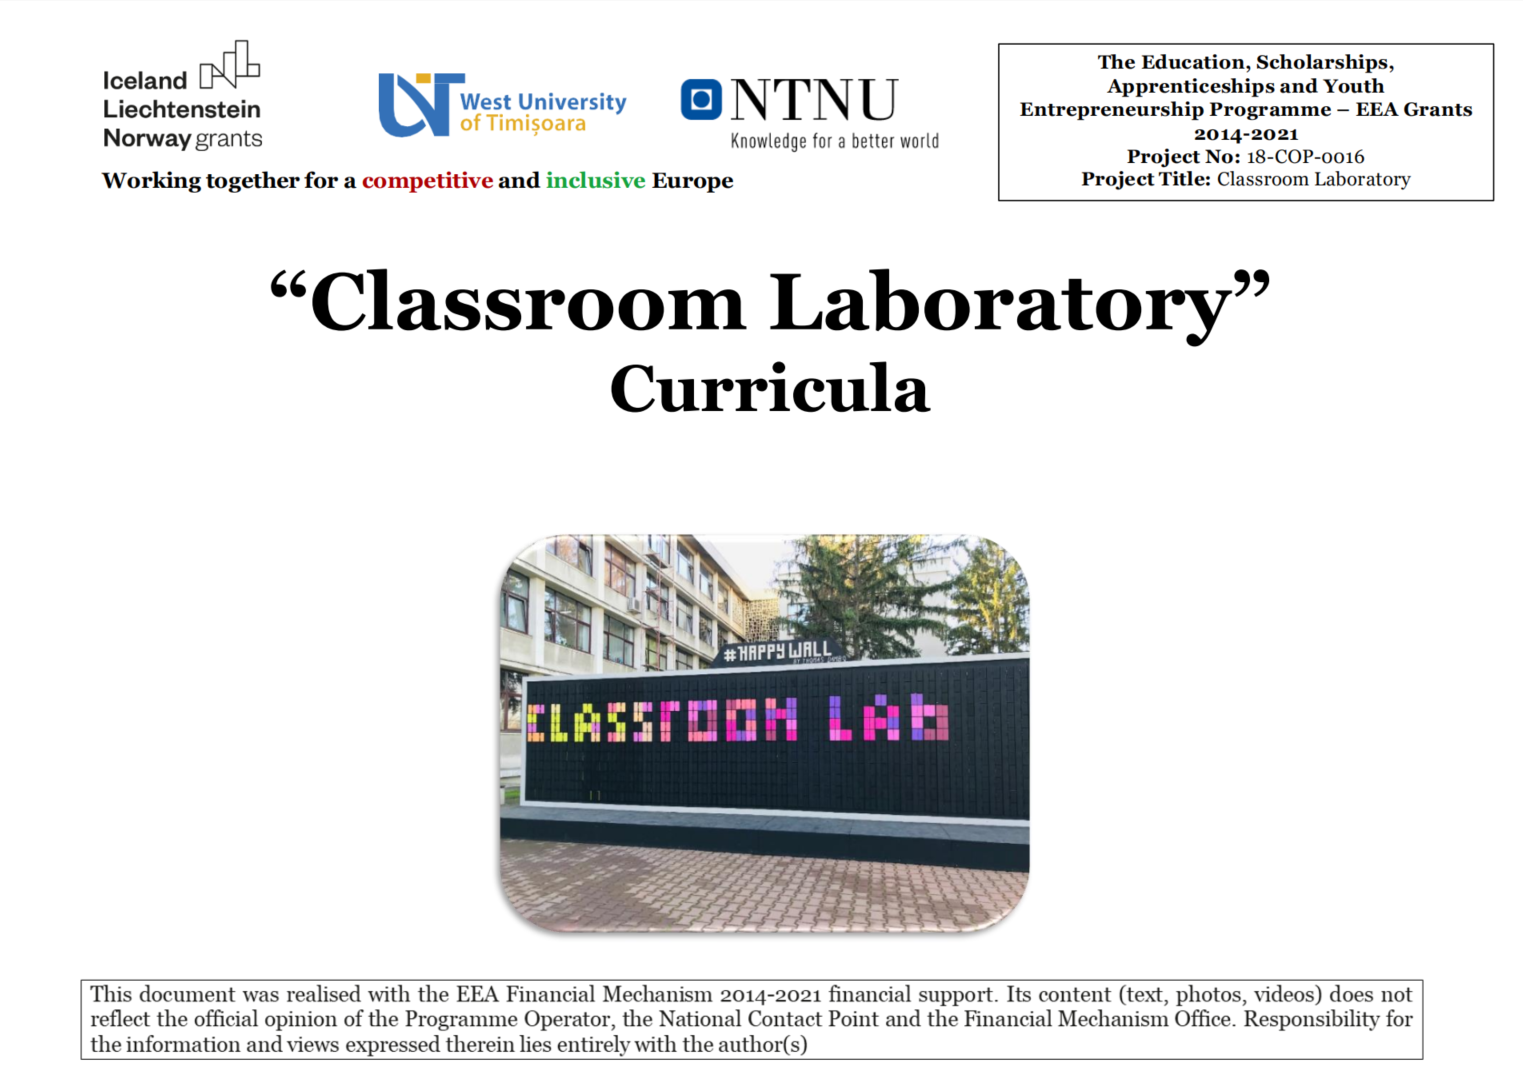 Iceland
Liechtenstein
Norway grants
West University
of Timișoara
NTNU
Knowledge for a better world
Working together for a competitive and inclusive Europe
The Education, Scholarships,
Apprenticeships and Youth
Entrepreneurship Programme – EEA Grants
2014-2021
Project No: 18-COP-0016
Project Title: Classroom Laboratory
“Classroom Laboratory”
Curricula
#HAPPY WALL
CLASSROOM LAb
This document was realised with the EEA Financial Mechanism 2014-2021 financial support. Its content (text, photos, videos) does not
reflect the official opinion of the Programme Operator, the National Contact Point and the Financial Mechanism Office. Responsibility for
the information and views expressed therein lies entirely with the author(s)